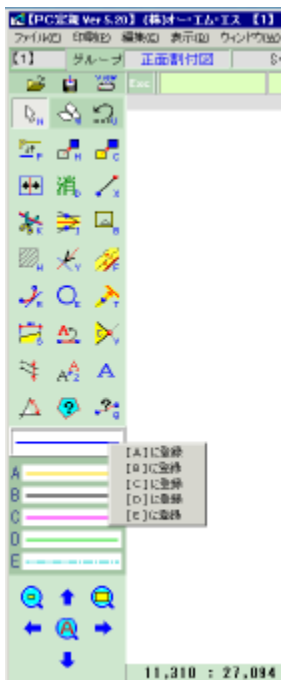 【PC定規 Ver 5.20】 (株)オー・エム・エス 【1】
ファイル(F) 印刷(P) 編集(E) 表示(D) ウィンドウ(W)
【1】 グループ 正面割付図
VIEW
Esc
消
A
[A]に登録
[B]に登録
[C]に登録
[D]に登録
[E]に登録
A
B
C
D
E
A
11,310 : 27,094